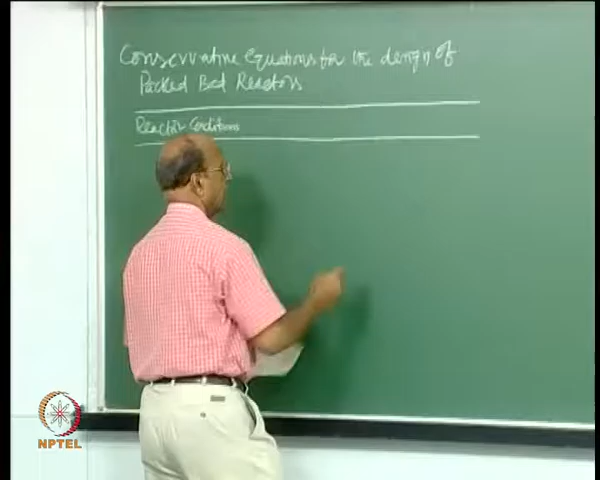 Conservative Equations for the design of
Packed Bed Reactors
Reactor Conditions
NPTEL